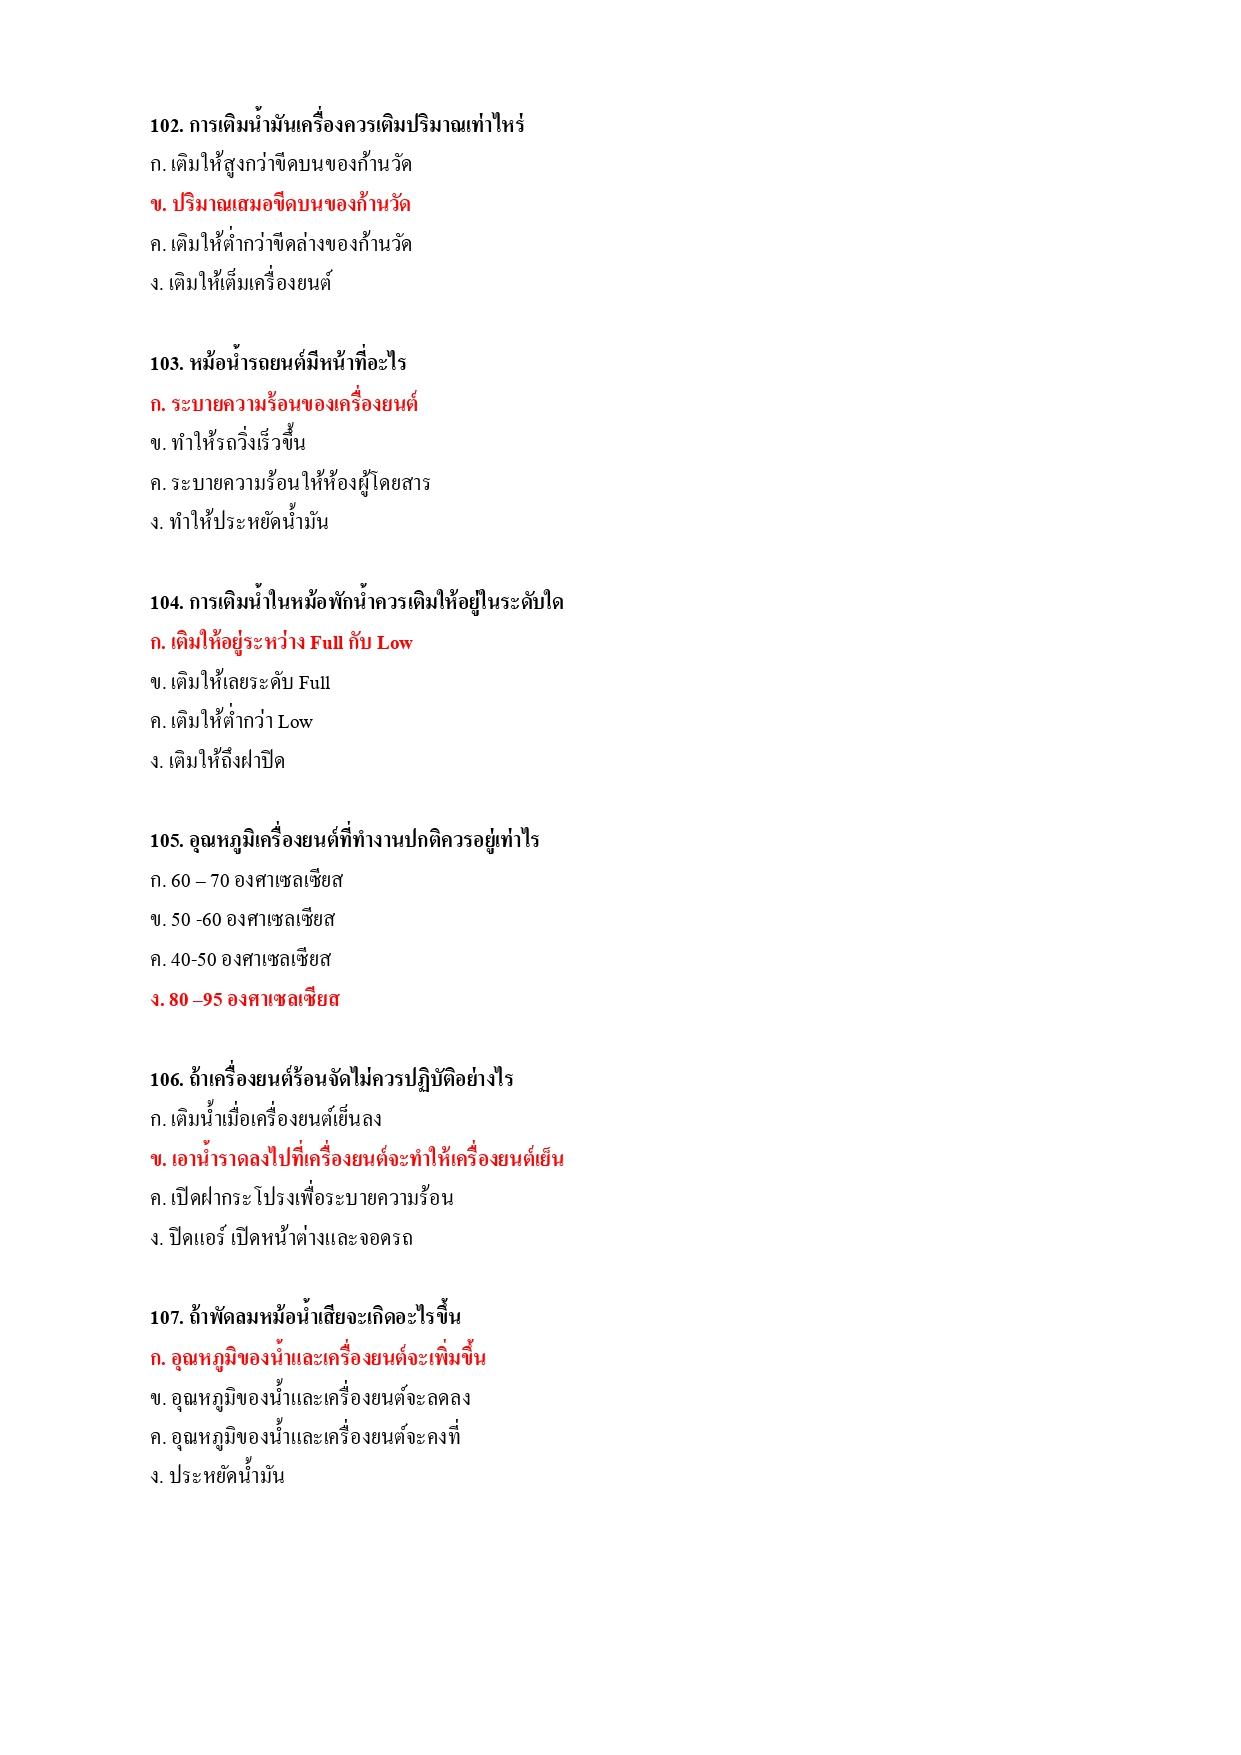 102. การเติมน้ำมันเครื่องควรเติมปริมาณเท่าไหร่
ก. เติมให้สูงกว่าขีดบนของก้านวัด
ข. ปริมาณเสมอขีดบนของก้านวัด
ค. เติมให้ต่ำกว่าขีดล่างของก้านวัด
ง. เติมให้เต็มเครื่องยนต์
103. หม้อน้ำรถยนต์มีหน้าที่อะไร
ก. ระบายความร้อนของเครื่องยนต์
ข. ทำให้รถวิ่งเร็วขึ้น
ค. ระบายความร้อนให้ห้องผู้โดยสาร
ง. ทำให้ประหยัดน้ำมัน
104. การเติมน้ำในหม้อพักน้ำควรเติมให้อยู่ในระดับใด
ก. เติมให้อยู่ระหว่าง Full กับ Low
ข. เติมให้เลยระดับ Full
ค. เติมให้ต่ำกว่า Low
ง. เติมให้ถึงฝาปิด
105. อุณหภูมิเครื่องยนต์ที่ทำงานปกติควรอยู่เท่าไร
ก. 60 – 70 องศาเซลเซียส
ข. 50 -60 องศาเซลเซียส
ค. 40-50 องศาเซลเซียส
ง. 80 –95 องศาเซลเซียส
106. ถ้าเครื่องยนต์ร้อนจัดไม่ควรปฏิบัติอย่างไร
ก. เติมน้ำเมื่อเครื่องยนต์เย็นลง
ข. เอาน้ำราดลงไปที่เครื่องยนต์จะทำให้เครื่องยนต์เย็น
ค. เปิดฝากระโปรงเพื่อระบายความร้อน
ง. ปิดแอร์ เปิดหน้าต่างและจอดรถ
107. ถ้าพัดลมหม้อน้ำเสียจะเกิดอะไรขึ้น
ก. อุณหภูมิของน้ำและเครื่องยนต์จะเพิ่มขึ้น
ข. อุณหภูมิของน้ำและเครื่องยนต์จะลดลง
ค. อุณหภูมิของน้ำและเครื่องยนต์จะคงที่
ง. ประหยัดน้ำมัน